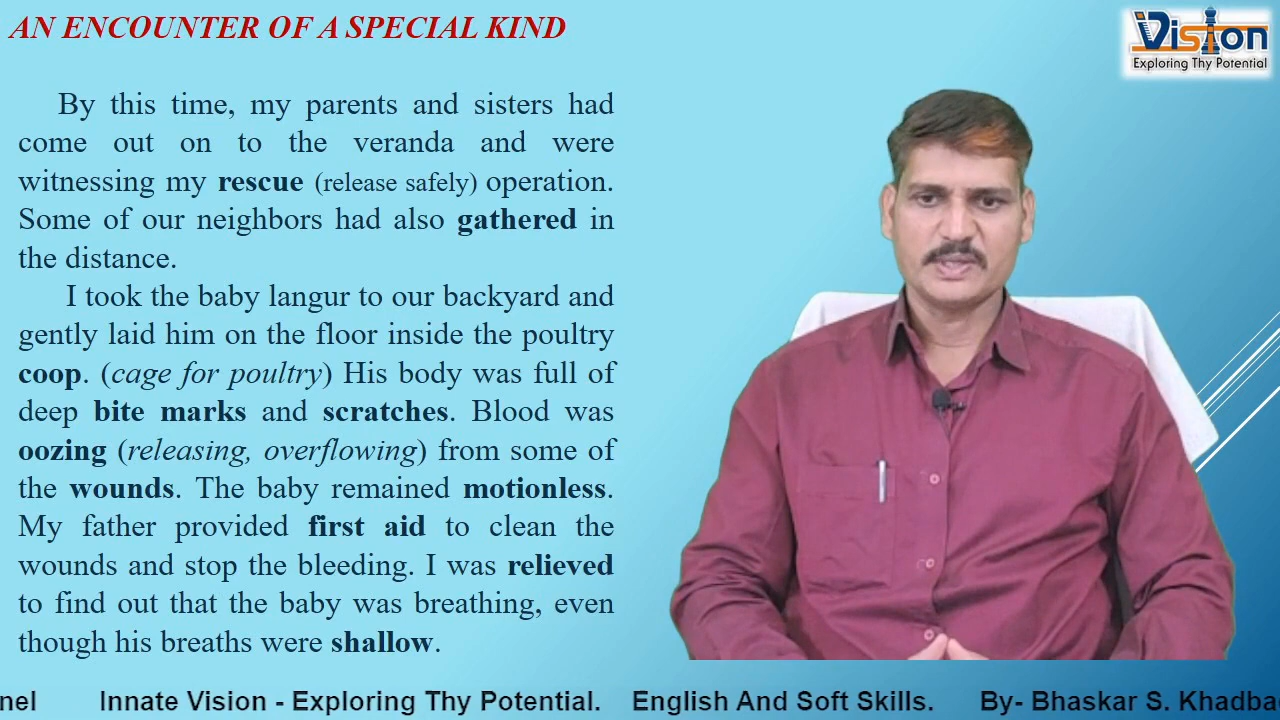 AN ENCOUNTER OF A SPECIAL KIND
Vision
Exploring Thy Potential
By this time, my parents and sisters had
come out on to the veranda and were
witnessing my rescue (release safely) operation.
Some of our neighbors had also gathered in
the distance.
I took the baby langur to our backyard and
gently laid him on the floor inside the poultry
coop. (cage for poultry) His body was full of
deep bite marks and scratches. Blood was
oozing (releasing, overflowing) from some of
the wounds. The baby remained motionless.
My father provided first aid to clean the
wounds and stop the bleeding. I was relieved
to find out that the baby was breathing, even
though his breaths were shallow.
nel Innate Vision - Exploring Thy Potential. English And Soft Skills. By- Bhaskar S. Khadba